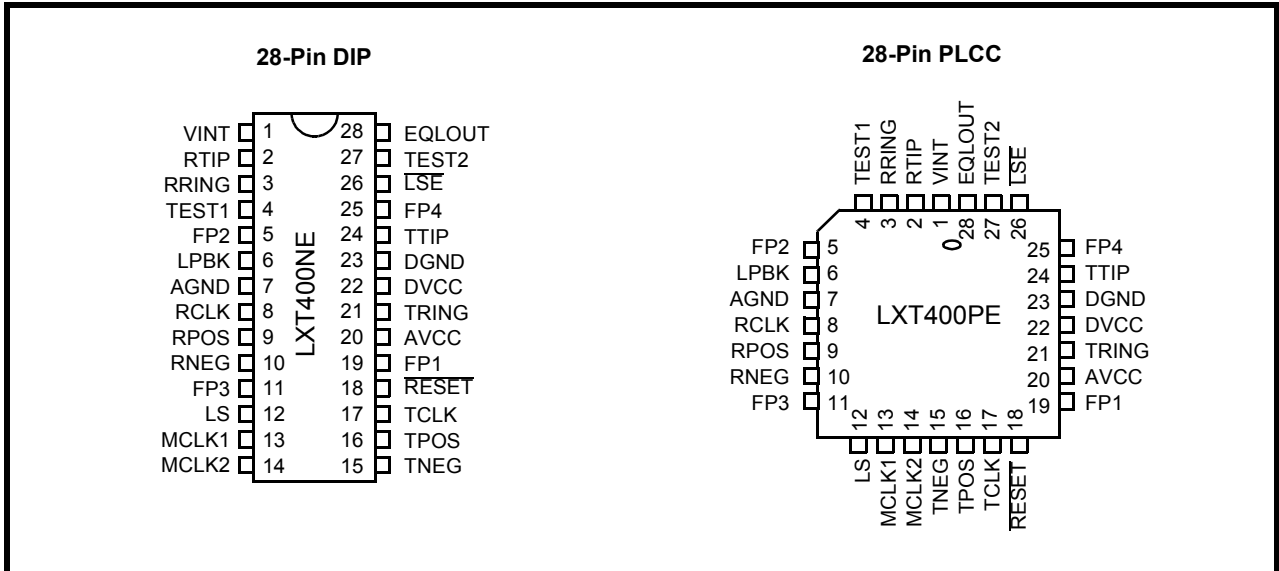 28-Pin DIP
VINT 1 28 EQLOUT
RTIP 2 27 TEST2
RRING 3 26 L̅S̅E̅
TEST1 4 25 FP4
FP2 5 24 TTIP
LPBK 6 23 DGND
AGND 7 22 DVCC
RCLK 8 21 TRING
RPOS 9 20 AVCC
RNEG 10 19 FP1
FP3 11 18 R̅E̅S̅E̅T̅
LS 12 17 TCLK
MCLK1 13 16 TPOS
MCLK2 14 15 TNEG
LXT400NE
28-Pin PLCC
TEST1 RRING RTIP VINT EQLOUT TEST2 L̅S̅E̅
4 3 2 1 28 27 26
FP2 5 25 FP4
LPBK 6 24 TTIP
AGND 7 23 DGND
RCLK 8 22 DVCC
RPOS 9 21 TRING
RNEG 10 20 AVCC
FP3 11 19 FP1
LXT400PE
12 13 14 15 16 17 18
LS MCLK1 MCLK2 TNEG TPOS TCLK R̅E̅S̅E̅T̅